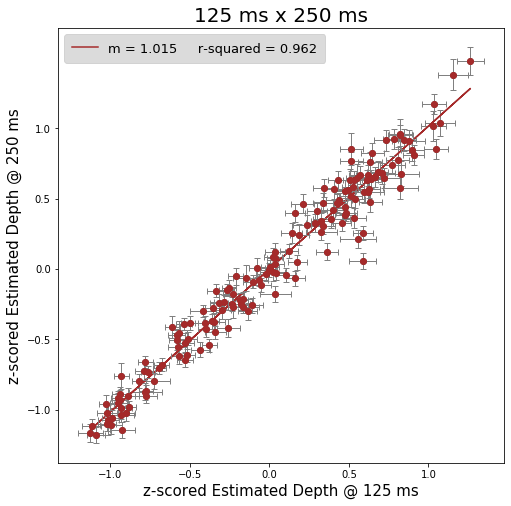 125 ms x 250 ms
m = 1.015 r-squared = 0.962
z-scored Estimated Depth @ 250 ms
1.0
0.5
0.0
−0.5
−1.0
−1.0 −0.5 0.0 0.5 1.0
z-scored Estimated Depth @ 125 ms